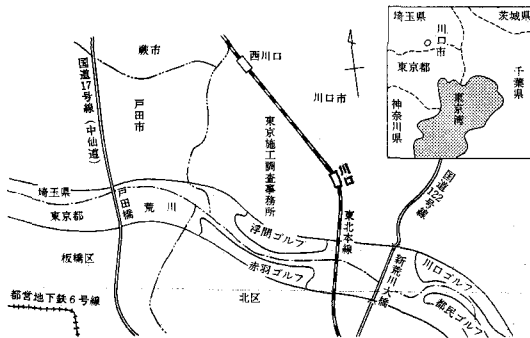 蕨市
西川口
国道17号線(中仙道)
戸田市
川口市
東京施工調査事務所
川口
国道122号線
埼玉県
東京都
戸田橋
荒川
浮間ゴルフ
赤羽ゴルフ
東北本線
新荒川大橋
川口ゴルフ
都民ゴルフ
板橋区
北区
都営地下鉄6号線
埼玉県
茨城県
川口市
東京都
千葉県
神奈川県
東京湾